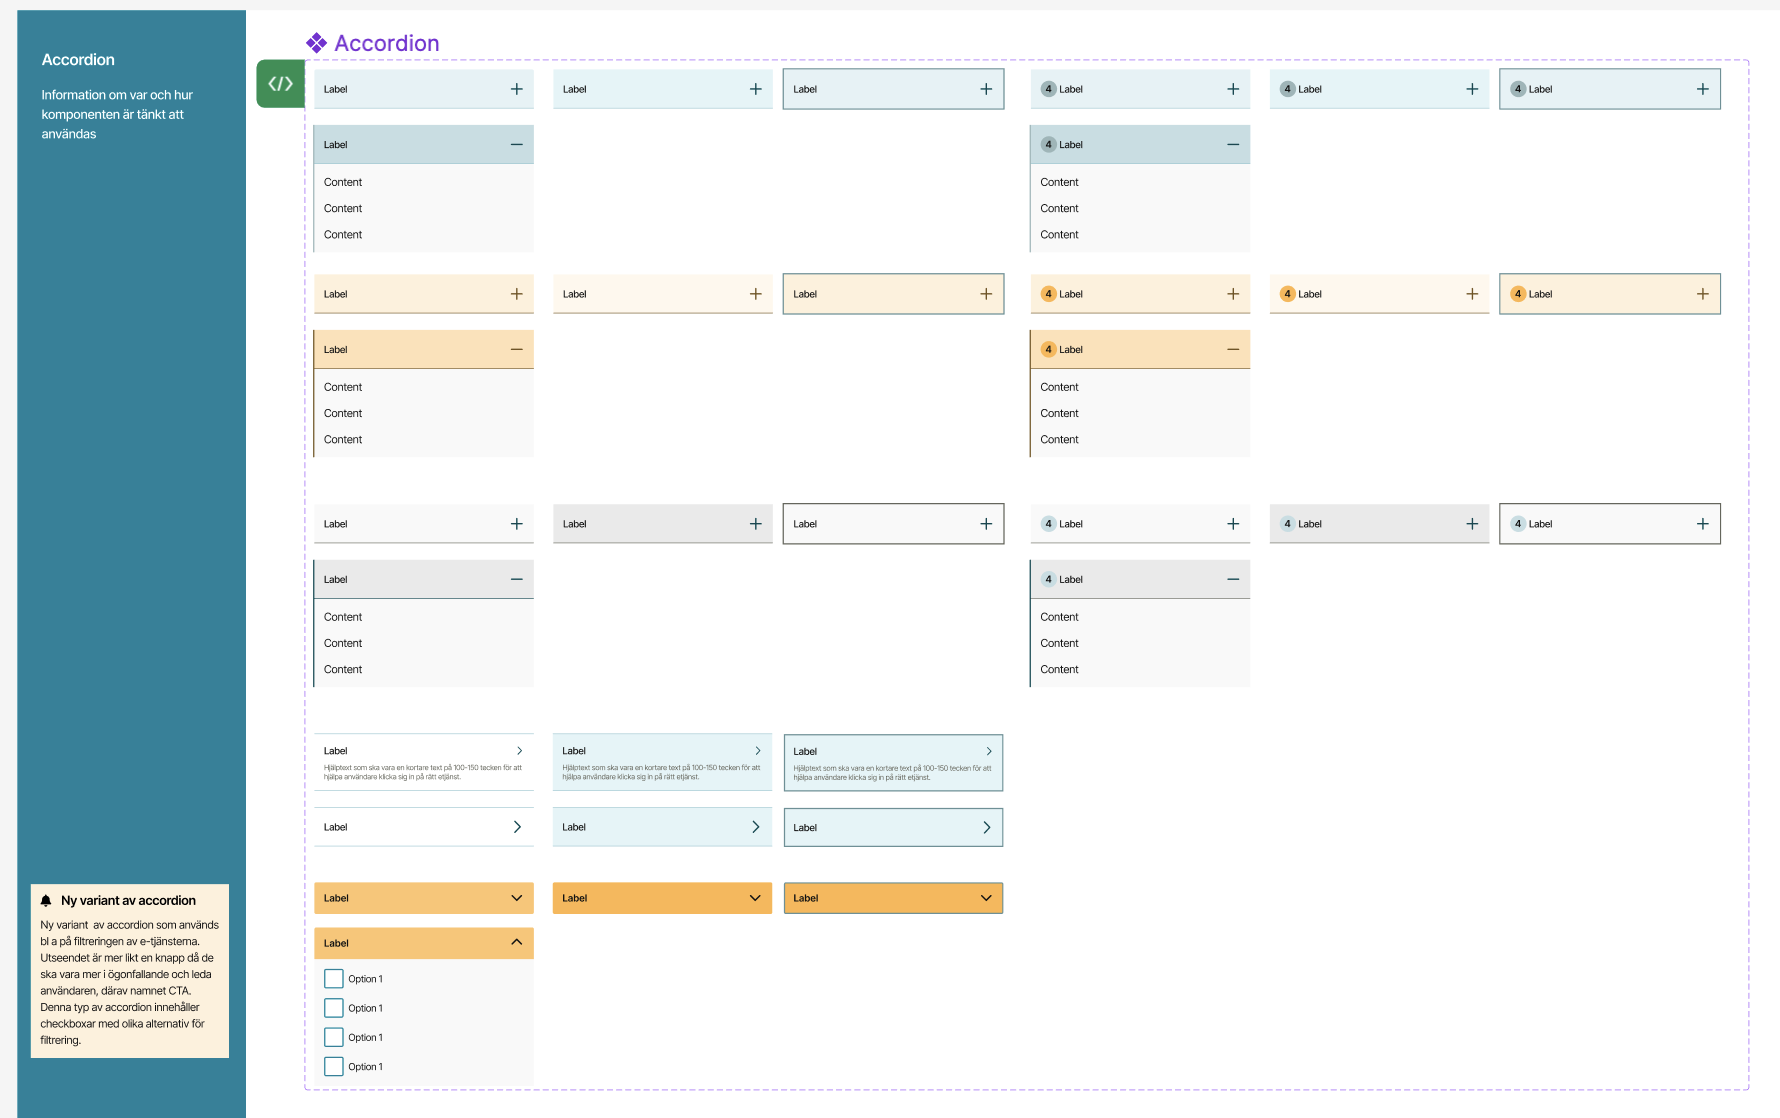 Accordion
Information om var och hur
komponenten är tänkt att
användas
Ny variant av accordion
Ny variant av accordion som används
bl a på filtreringen av e-tjänsterna.
Utseendet är mer likt en knapp då de
ska vara mer i ögonfallande och leda
användaren, därav namnet CTA.
Denna typ av accordion innehåller
checkboxar med olika alternativ för
filtrering.
Accordion
</>
Label
Label
Label
4 Label
4 Label
4 Label
Label
4 Label
Content
Content
Content
Content
Content
Content
Label
Label
Label
4 Label
4 Label
4 Label
Label
4 Label
Content
Content
Content
Content
Content
Content
Label
Label
Label
4 Label
4 Label
4 Label
Label
4 Label
Content
Content
Content
Content
Content
Content
Label
Hjälptext som ska vara en kortare text på 100-150 tecken för att
hjälpa användare klicka sig in på rätt etjänst.
Label
Hjälptext som ska vara en kortare text på 100-150 tecken för att
hjälpa användare klicka sig in på rätt etjänst.
Label
Hjälptext som ska vara en kortare text på 100-150 tecken för att
hjälpa användare klicka sig in på rätt etjänst.
Label
Label
Label
Label
Label
Label
Label
Option 1
Option 1
Option 1
Option 1